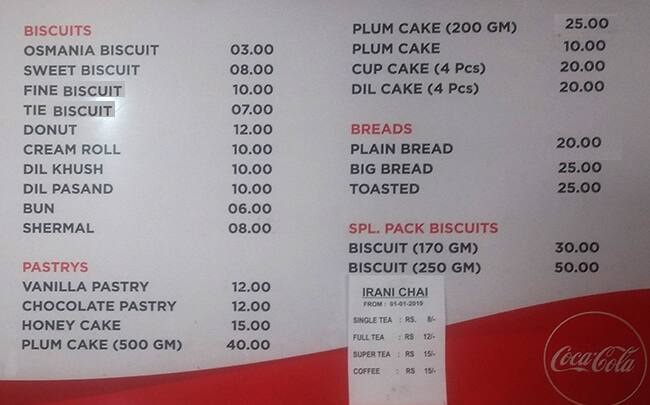 BISCUITS
OSMANIA BISCUIT 03.00
SWEET BISCUIT 08.00
FINE BISCUIT 10.00
TIE BISCUIT 07.00
DONUT 12.00
CREAM ROLL 10.00
DIL KHUSH 10.00
DIL PASAND 10.00
BUN 06.00
SHERMAL 08.00
PASTRYS
VANILLA PASTRY 12.00
CHOCOLATE PASTRY 12.00
HONEY CAKE 15.00
PLUM CAKE (500 GM) 40.00
PLUM CAKE (200 GM) 25.00
PLUM CAKE 10.00
CUP CAKE (4 Pcs) 20.00
DIL CAKE (4 Pcs) 20.00
BREADS
PLAIN BREAD 20.00
BIG BREAD 25.00
TOASTED 25.00
SPL. PACK BISCUITS
BISCUIT (170 GM) 30.00
BISCUIT (250 GM) 50.00
IRANI CHAI
FROM : 01-01-2019
SINGLE TEA : RS. 8/-
FULL TEA : RS 12/-
SUPER TEA : RS 15/-
COFFEE : RS 15/-
Coca-Cola